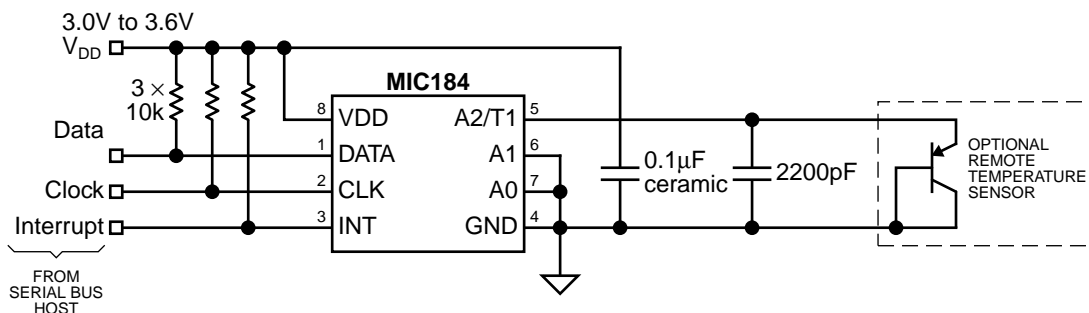 3.0V to 3.6V
VDD
MIC184
3 ×
10k
8
VDD
A2/T1
5
Data
1
DATA
A1
6
Clock
2
CLK
A0
7
Interrupt
3
INT
GND
4
0.1µF
ceramic
2200pF
OPTIONAL
REMOTE
TEMPERATURE
SENSOR
FROM
SERIAL BUS
HOST